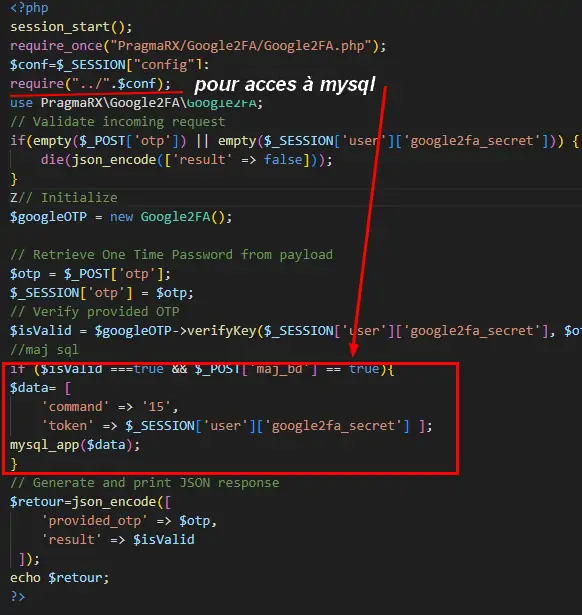 <?php
session_start();
require_once("PragmaRX/Google2FA/Google2FA.php");
$conf=$_SESSION["config"];
require("../".$conf); pour acces à mysql
use PragmaRX\Google2FA\Google2FA;
// Validate incoming request
if(empty($_POST['otp']) || empty($_SESSION['user']['google2fa_secret'])) {
    die(json_encode(['result' => false]));
}
Z// Initialize
$googleOTP = new Google2FA();

// Retrieve One Time Password from payload
$otp = $_POST['otp'];
$_SESSION['otp'] = $otp;
// Verify provided OTP
$isValid = $googleOTP->verifyKey($_SESSION['user']['google2fa_secret'], $ot
//maj sql
if ($isValid ===true && $_POST['maj_bd'] == true){
$data= [
    'command' => '15',
    'token' => $_SESSION['user']['google2fa_secret'] ];
mysql_app($data);
}
// Generate and print JSON response
$retour=json_encode([
    'provided_otp' => $otp,
    'result' => $isValid
 ]);
echo $retour;
?>